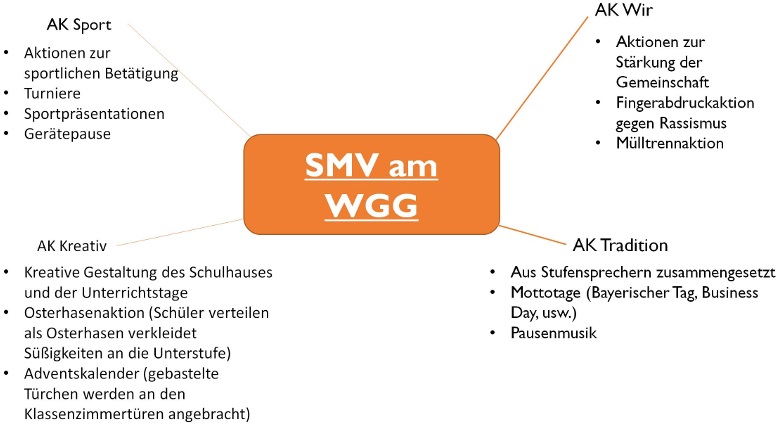 AK Sport
• Aktionen zur
sportlichen Betätigung
• Turniere
• Sportpräsentationen
• Gerätepause
AK Wir
• Aktionen zur
Stärkung der
Gemeinschaft
• Fingerabdruckaktion
gegen Rassismus
• Mülltrennaktion
SMV am
WGG
AK Kreativ
• Kreative Gestaltung des Schulhauses
und der Unterrichtstage
• Osterhasenaktion (Schüler verteilen
als Osterhasen verkleidet
Süßigkeiten an die Unterstufe)
• Adventskalender (gebastelte
Türchen werden an den
Klassenzimmertüren angebracht)
AK Tradition
• Aus Stufensprechern zusammengesetzt
• Mottotage (Bayerischer Tag, Business
Day, usw.)
• Pausenmusik